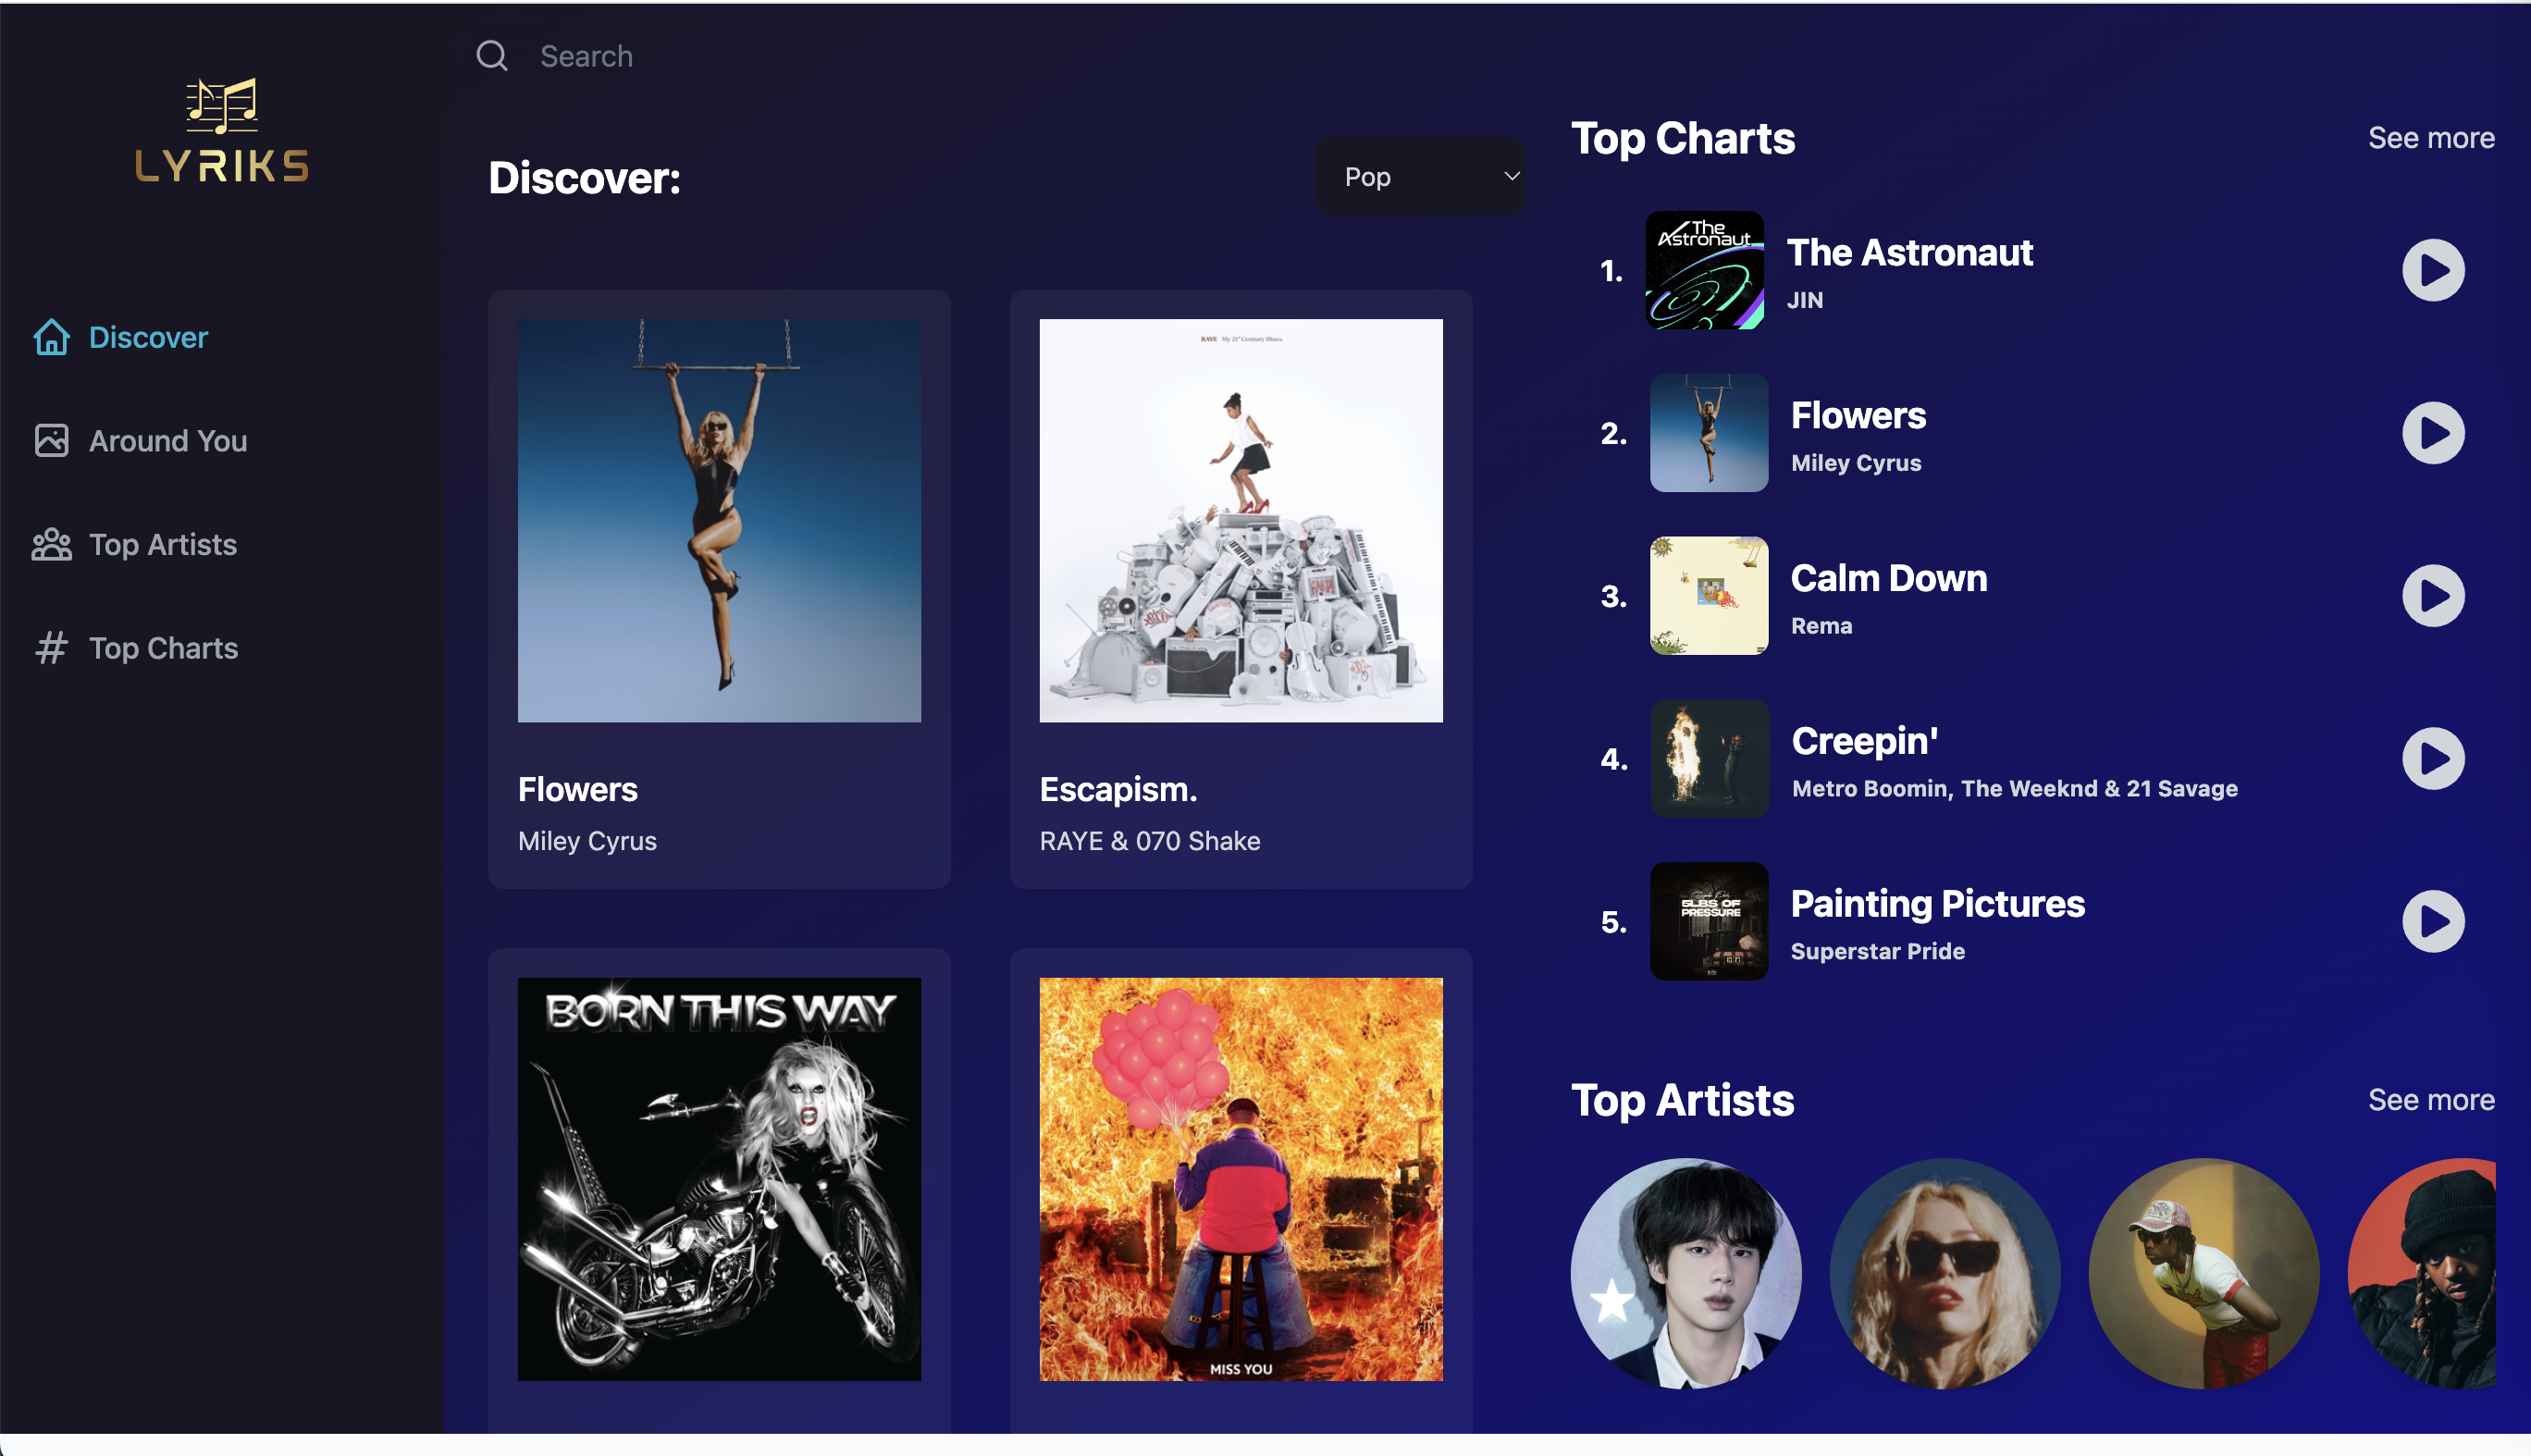 LYRIKS
Discover
Around You
Top Artists
Top Charts
Search
Discover:
Pop
RAYE My 21st Century Blues.
Flowers
Miley Cyrus
Escapism.
RAYE & 070 Shake
BORN THIS WAY
MISS YOU
Top Charts
See more
1.
The Astronaut
The Astronaut
JIN
2.
Flowers
Miley Cyrus
3.
Calm Down
Rema
4.
Creepin'
Metro Boomin, The Weeknd & 21 Savage
5.
5LBS OF
PRESSURE
Painting Pictures
Superstar Pride
Top Artists
See more